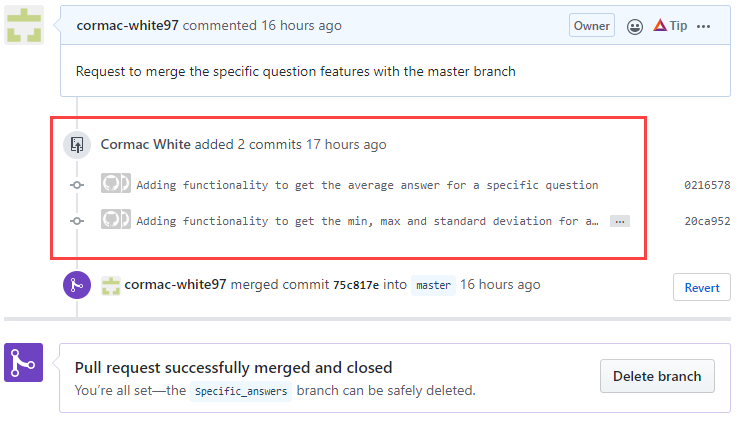 cormac-white97 commented 16 hours ago Owner Tip ...
Request to merge the specific question features with the master branch
Cormac White added 2 commits 17 hours ago
Adding functionality to get the average answer for a specific question 0216578
Adding functionality to get the min, max and standard deviation for a… ... 20ca952
cormac-white97 merged commit 75c817e into master 16 hours ago Revert
Pull request successfully merged and closed
You’re all set—the Specific_answers branch can be safely deleted.
Delete branch